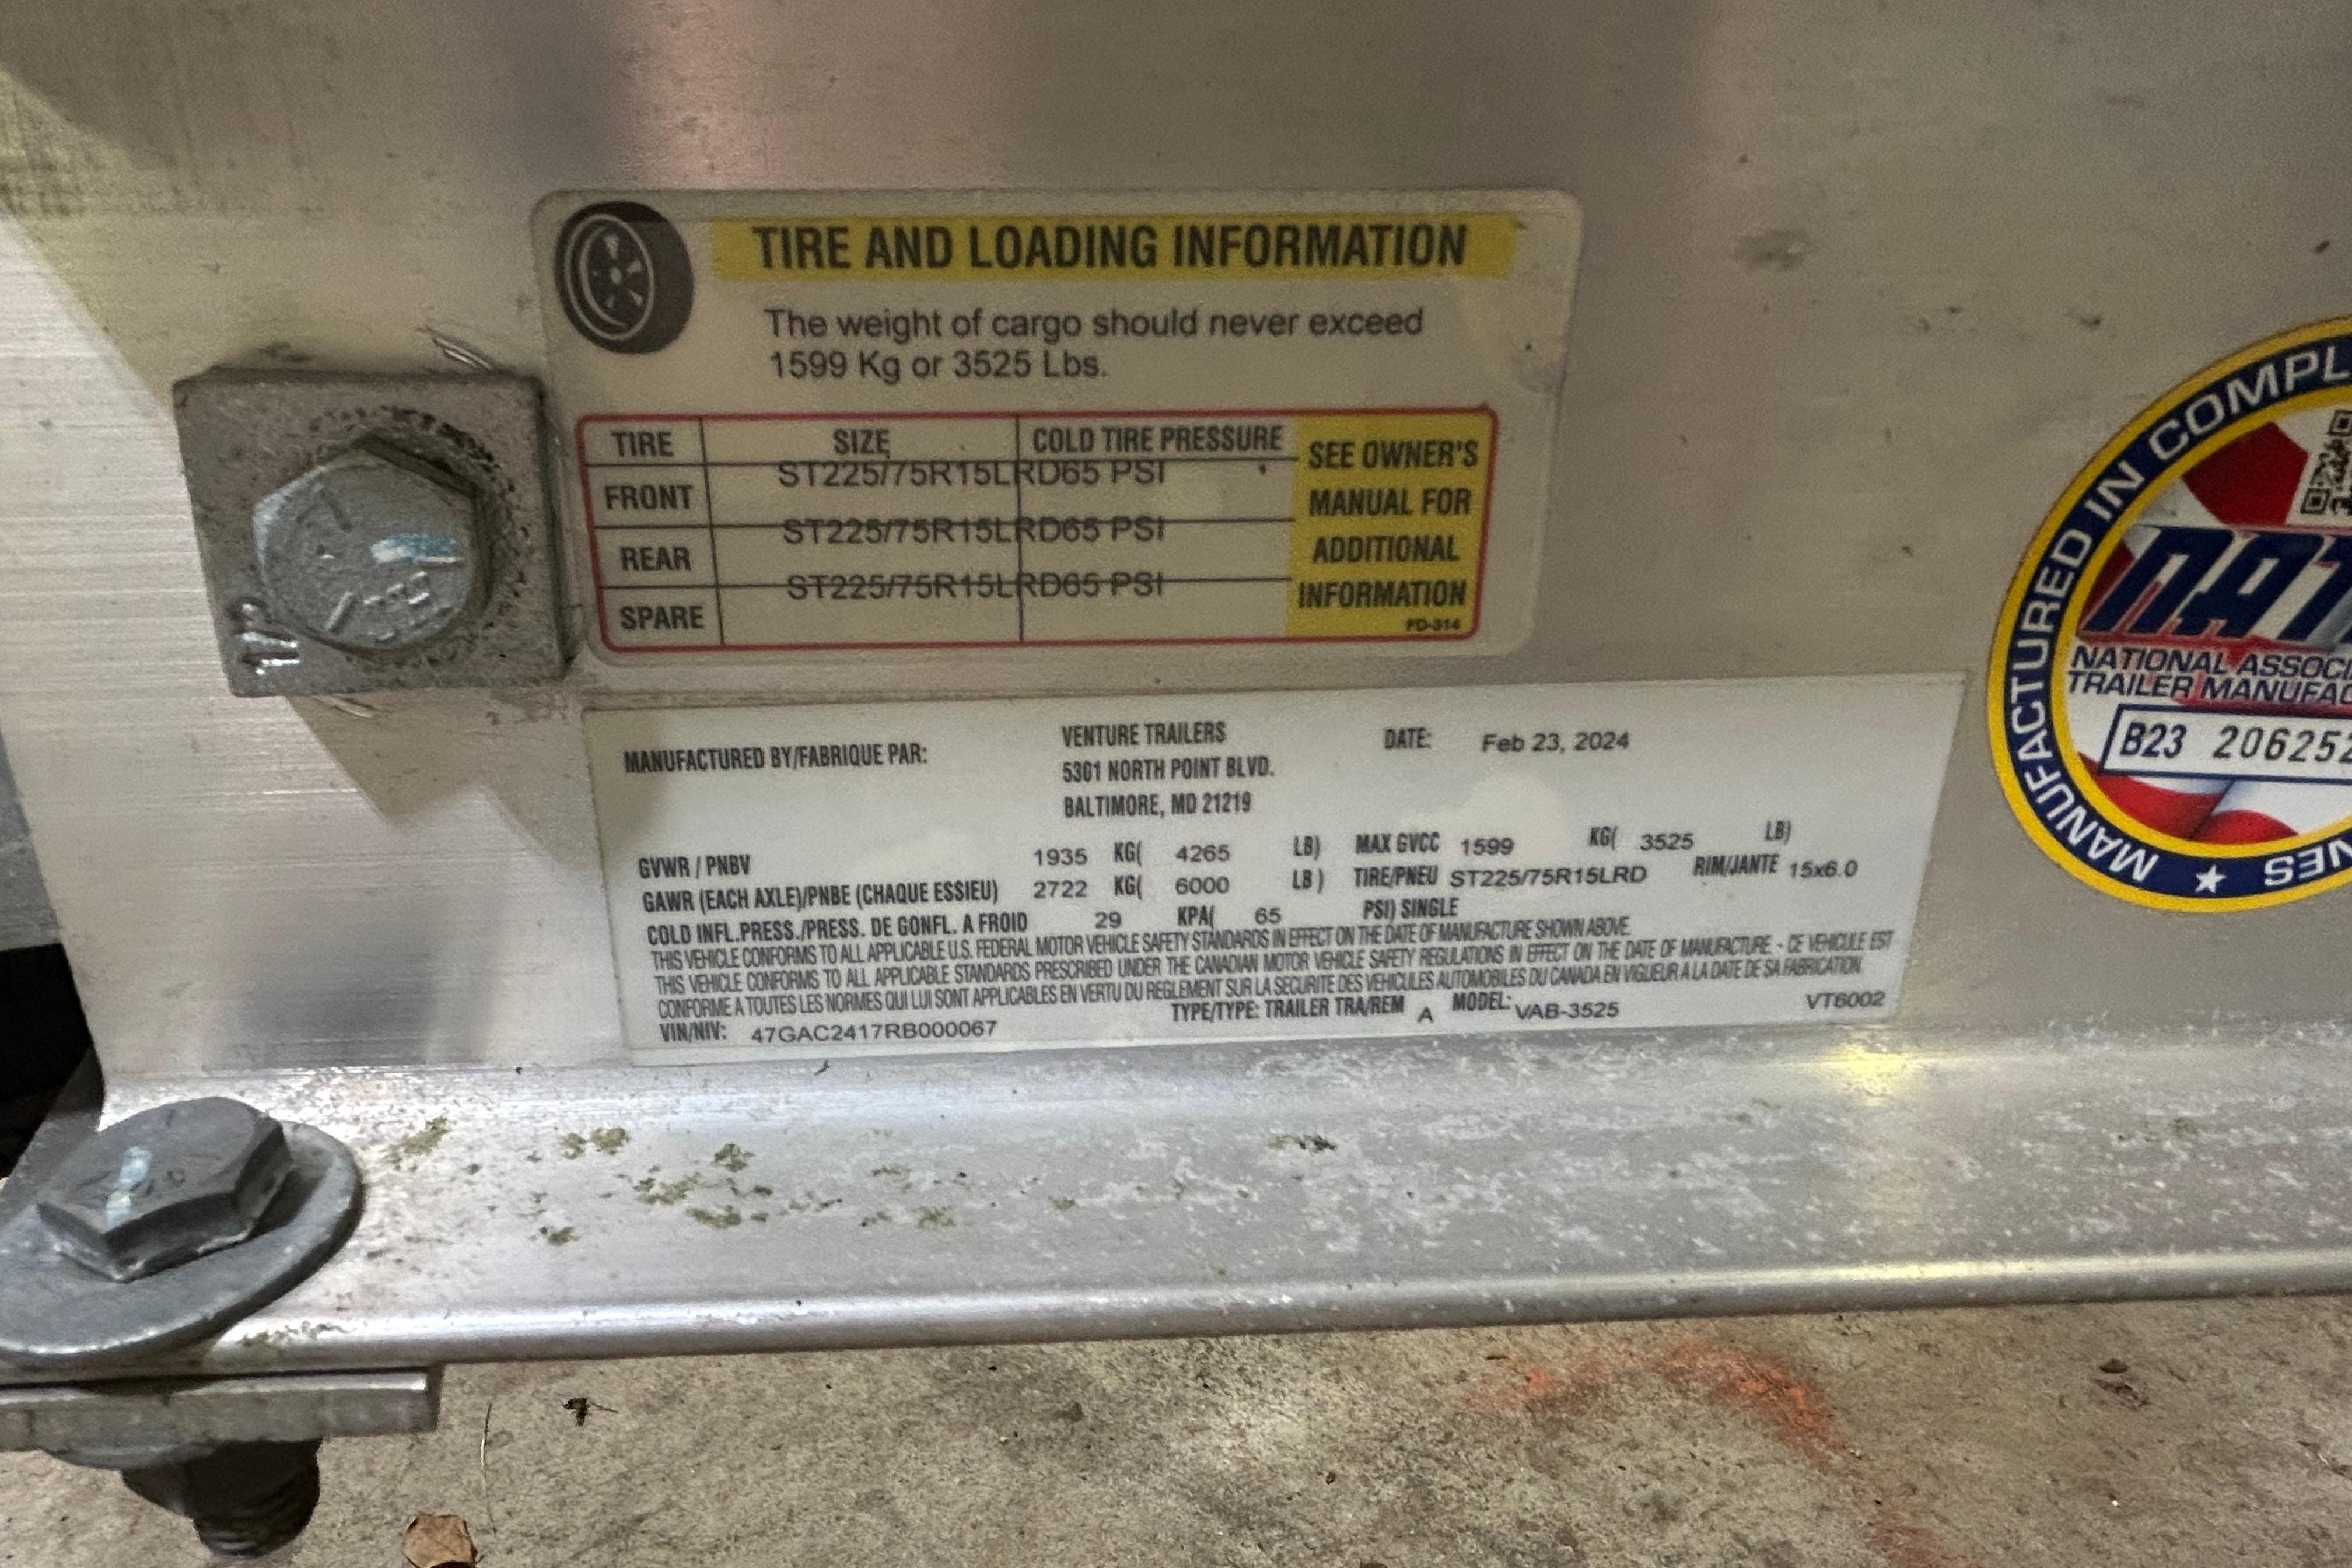 TIRE AND LOADING INFORMATION
The weight of cargo should never exceed
1599 Kg or 3525 Lbs.
TIRE SIZE COLD TIRE PRESSURE
FRONT ST225/75R15LRD65 PSI
REAR ST225/75R15LRD65 PSI
SPARE ST225/75R15LRD65 PSI
SEE OWNER'S
MANUAL FOR
ADDITIONAL
INFORMATION
PD-314
MANUFACTURED BY/FABRIQUE PAR: VENTURE TRAILERS DATE: Feb 23, 2024
5301 NORTH POINT BLVD.
BALTIMORE, MD 21219
GVWR / PNBV 1935 KG( 4265 LB) MAX GVCC 1599 KG( 3525 LB)
GAWR (EACH AXLE)/PNBE (CHAQUE ESSIEU) 2722 KG( 6000 LB ) TIRE/PNEU ST225/75R15LRD RIM/JANTE 15x6.0
COLD INFL.PRESS./PRESS. DE GONFL. A FROID 29 KPA( 65 PSI) SINGLE
THIS VEHICLE CONFORMS TO ALL APPLICABLE U.S. FEDERAL MOTOR VEHICLE SAFETY STANDARDS IN EFFECT ON THE DATE OF MANUFACTURE SHOWN ABOVE.
THIS VEHICLE CONFORMS TO ALL APPLICABLE STANDARDS PRESCRIBED UNDER THE CANADIAN MOTOR VEHICLE SAFETY REGULATIONS IN EFFECT ON THE DATE OF MANUFACTURE. - CE VEHICULE EST
CONFORME A TOUTES LES NORMES QUI LUI SONT APPLICABLES EN VERTU DU REGLEMENT SUR LA SECURITE DES VEHICULES AUTOMOBILES DU CANADA EN VIGUEUR A LA DATE DE SA FABRICATION.
TYPE/TYPE: TRAILER TRA/REM A MODEL: VAB-3525 VT6002
VIN/NIV: 47GAC2417RB000067
MANUFACTURED IN COMPL
NAT
NATIONAL ASSOCI
TRAILER MANUFAC
B23 206252